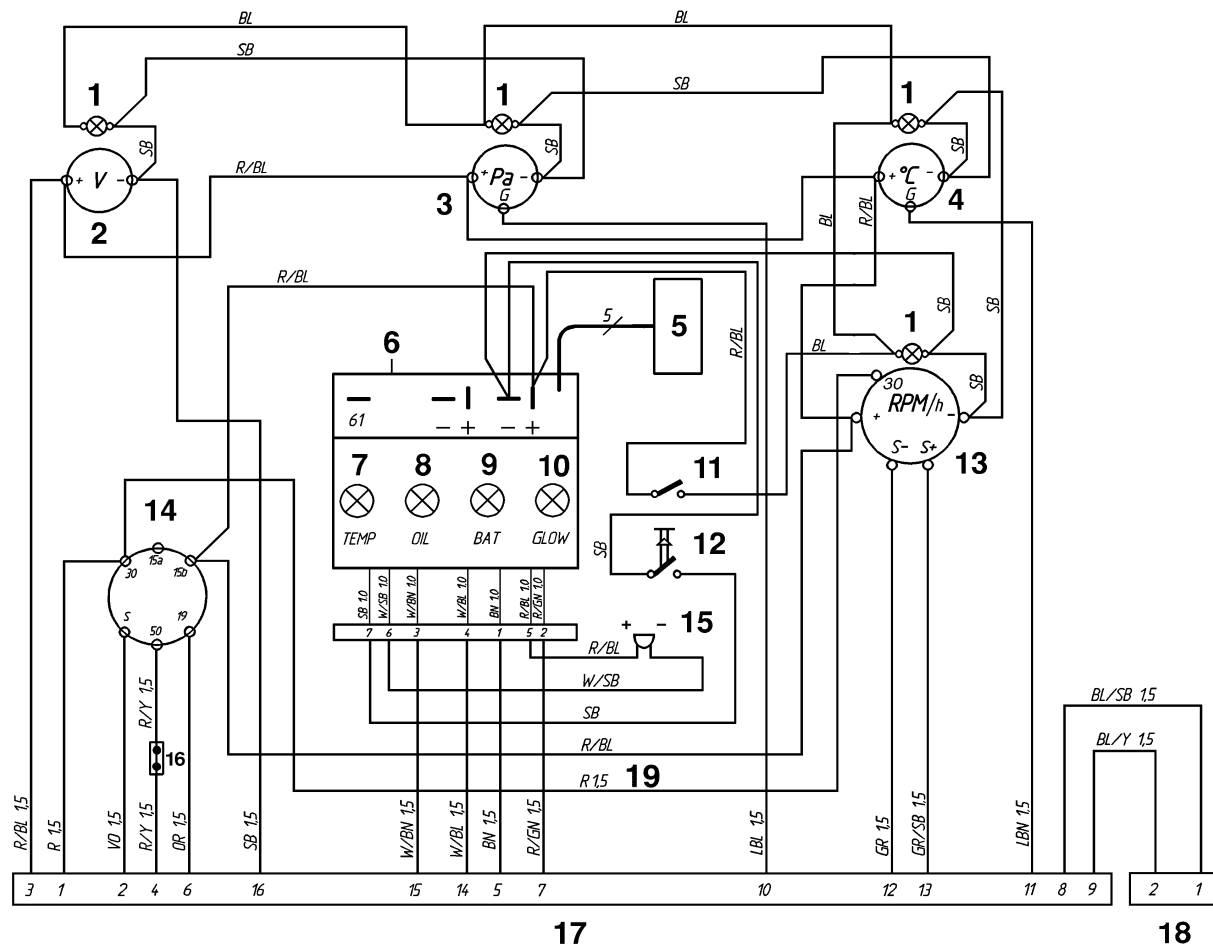 BL
BL
SB
SB
1
1
1
SB
SB
SB
+ V -
2
R/BL
+ Pa -
G
3
+ °C -
G
4
BL
R/BL
R/BL
SB
SB
5
5
R/BL
6
1
BL
SB
61
- +
- +
30
RPM/h
+
-
S- S+
13
7
8
9
10
11
TEMP
OIL
BAT
GLOW
14
SB
12
30
15a
15b
S
50
19
SB 1.0
W/SB 1.0
W/BN 1.0
W/BL 1.0
BN 1.0
R/BL 1.0
R/GN 1.0
7 6 3 4 1 5 2
+ -
15
R/BL
W/SB
SB
R/Y 1,5
16
R/BL
R 1,5
19
BL/SB 1,5
BL/Y 1,5
R/BL 1,5
R 1,5
VO 1,5
R/Y 1,5
OR 1,5
SB 1,5
W/BN 1,5
W/BL 1,5
BN 1,5
R/GN 1,5
LBL 1,5
GR 1,5
GR/SB 1,5
LBN 1,5
3 1 2 4 6 16 15 14 5 7 10 12 13 11 8 9
2 1
17
18